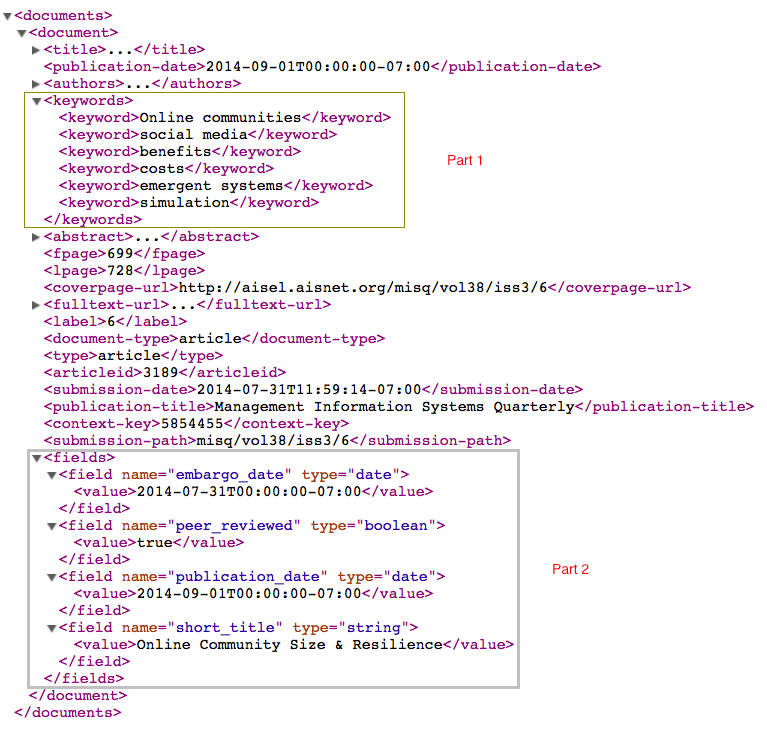 <documents>
<document>
<title>...</title>
<publication-date>2014-09-01T00:00:00-07:00</publication-date>
<authors>...</authors>
<keywords>
<keyword>Online communities</keyword>
<keyword>social media</keyword>
<keyword>benefits</keyword>
Part 1
<keyword>costs</keyword>
<keyword>emergent systems</keyword>
<keyword>simulation</keyword>
</keywords>
<abstract>...</abstract>
<fpage>699</fpage>
<lpage>728</lpage>
<coverpage-url>http://aisel.aisnet.org/misq/vol38/iss3/6</coverpage-url>
<fulltext-url>...</fulltext-url>
<label>6</label>
<document-type>article</document-type>
<type>article</type>
<articleid>3189</articleid>
<submission-date>2014-07-31T11:59:14-07:00</submission-date>
<publication-title>Management Information Systems Quarterly</publication-title>
<context-key>5854455</context-key>
<submission-path>misq/vol38/iss3/6</submission-path>
<fields>
<field name="embargo_date" type="date">
<value>2014-07-31T00:00:00-07:00</value>
</field>
<field name="peer_reviewed" type="boolean">
<value>true</value>
</field>
Part 2
<field name="publication_date" type="date">
<value>2014-09-01T00:00:00-07:00</value>
</field>
<field name="short_title" type="string">
<value>Online Community Size & Resilience</value>
</field>
</fields>
</document>
</documents>